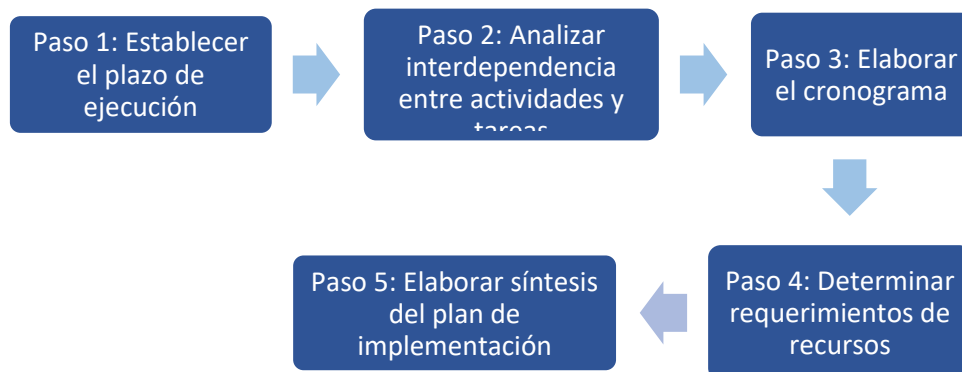 Paso 1: Establecer
el plazo de
ejecución
Paso 2: Analizar
interdependencia
entre actividades y
tareas
Paso 3: Elaborar
el cronograma
Paso 4: Determinar
requerimientos de
recursos
Paso 5: Elaborar síntesis
del plan de
implementación